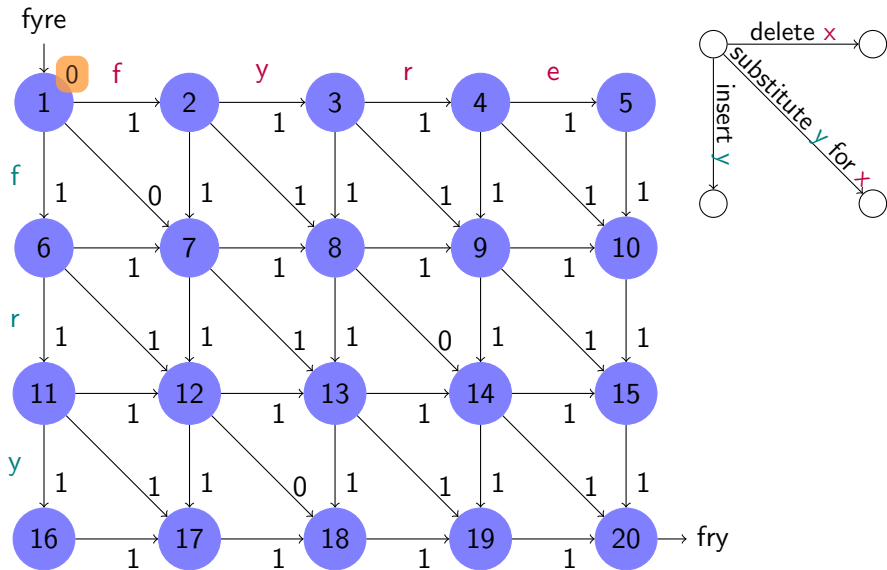 fyre
0 f y r e
1 2 3 4 5
1 1 1 1
f 1 0 1 1 1 1 1 1 1
6 7 8 9 10
1 1 1 1
r 1 1 1 1 1 0 1 1 1
11 12 13 14 15
1 1 1 1
y 1 1 1 0 1 1 1 1 1
16 17 18 19 20 fry
1 1 1 1
delete x
substitute y for x
insert y